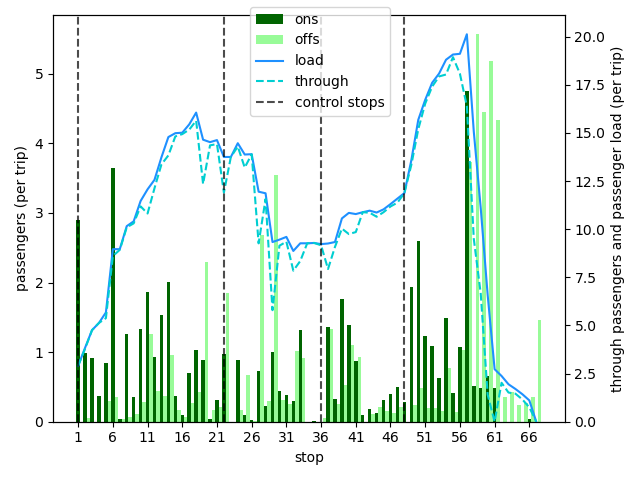 ons
offs
load
through
control stops
passengers (per trip)
5
4
3
2
1
0
through passengers and passenger load (per trip)
20.0
17.5
15.0
12.5
10.0
7.5
5.0
2.5
0.0
1 6 11 16 21 26 31 36 41 46 51 56 61 66
stop